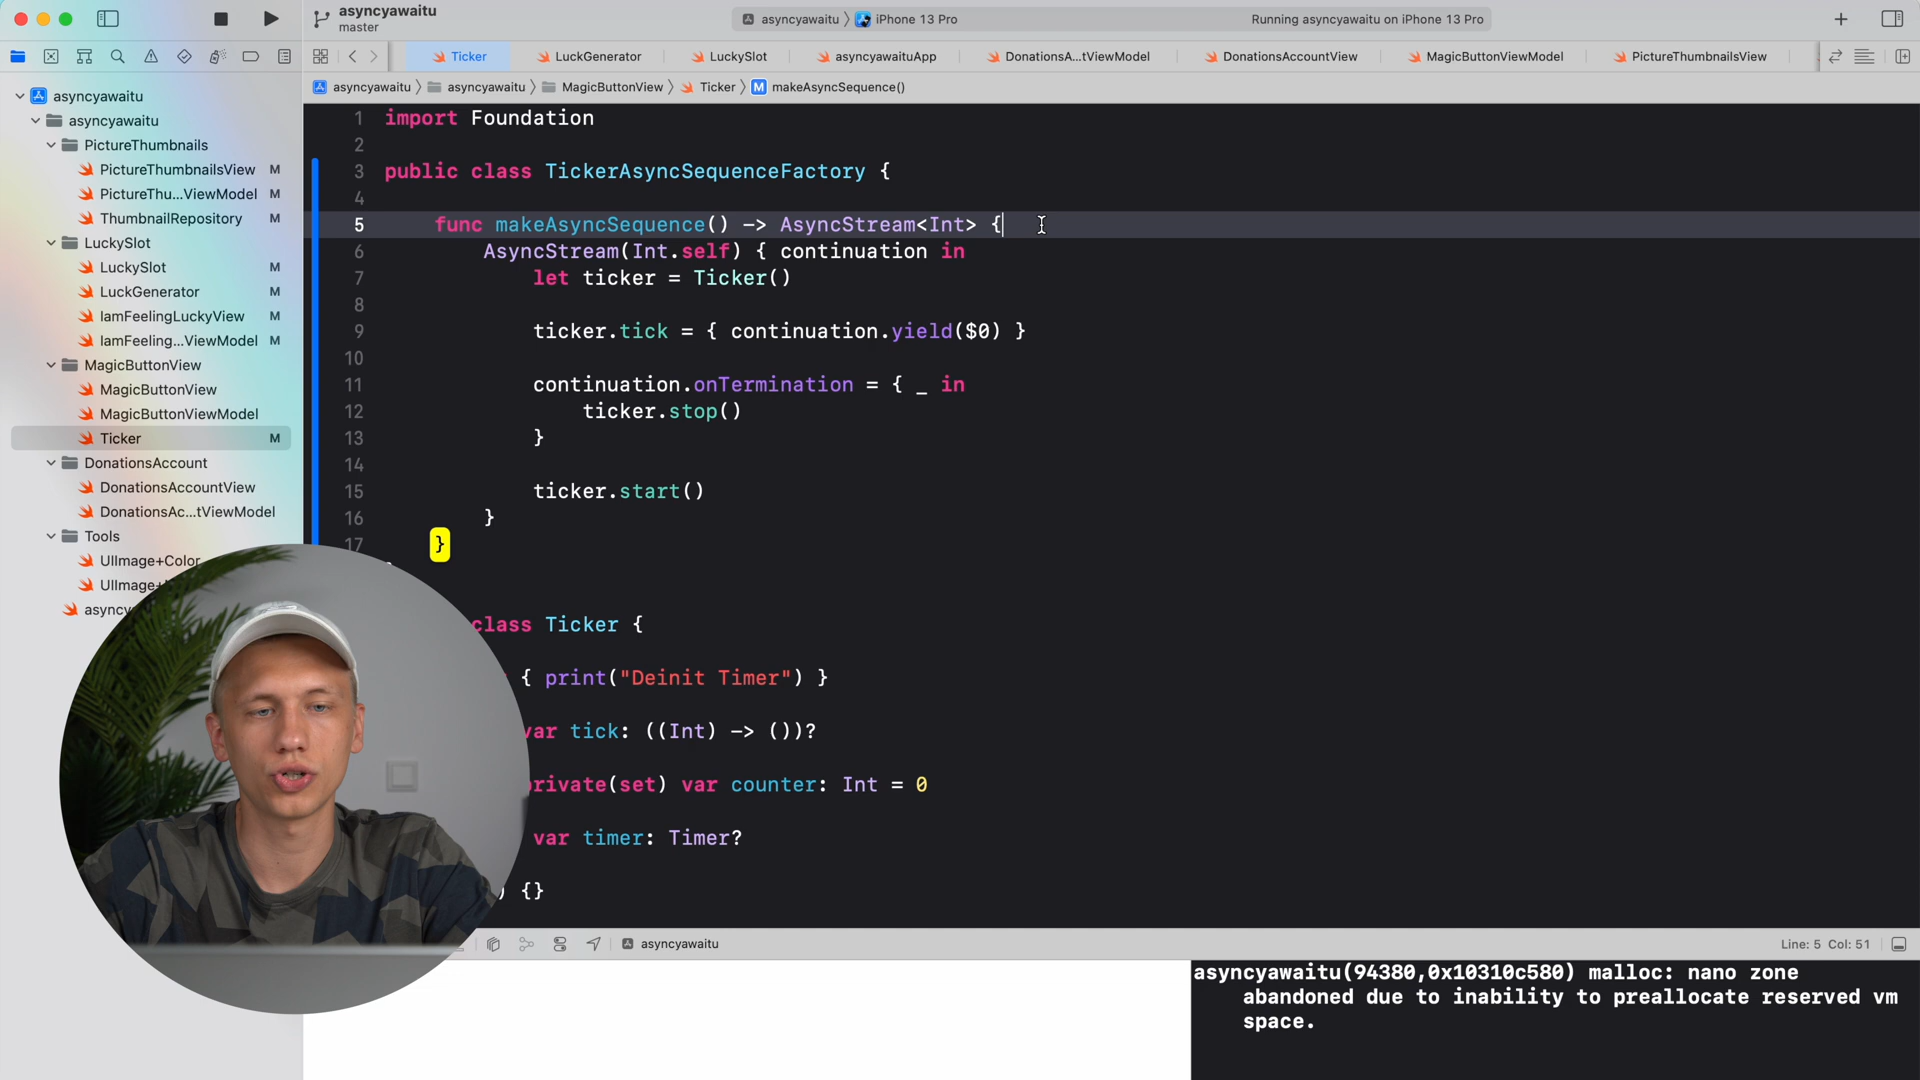 asyncyawaitu
master
asyncyawaitu
iPhone 13 Pro
Running asyncyawaitu on iPhone 13 Pro
Ticker
LuckGenerator
LuckySlot
asyncyawaituApp
DonationsA...tViewModel
DonationsAccountView
MagicButtonViewModel
PictureThumbnailsView
asyncyawaitu
asyncyawaitu
MagicButtonView
Ticker
M makeAsyncSequence()
asyncyawaitu
asyncyawaitu
PictureThumbnails
PictureThumbnailsView M
PictureThu...ViewModel M
ThumbnailRepository M
LuckySlot
LuckySlot M
LuckGenerator M
IamFeelingLuckyView M
IamFeeling...ViewModel M
MagicButtonView
MagicButtonView
MagicButtonViewModel
Ticker M
DonationsAccount
DonationsAccountView
DonationsAc...tViewModel
Tools
UIImage+Color
UIImage+
asyncy
1 import Foundation
2
3 public class TickerAsyncSequenceFactory {
4
5 func makeAsyncSequence() -> AsyncStream<Int> {
6 AsyncStream(Int.self) { continuation in
7 let ticker = Ticker()
8
9 ticker.tick = { continuation.yield($0) }
10
11 continuation.onTermination = { _ in
12 ticker.stop()
13 }
14
15 ticker.start()
16 }
17 }
class Ticker {
{ print("Deinit Timer") }
var tick: ((Int) -> ())?
private(set) var counter: Int = 0
var timer: Timer?
) {}
asyncyawaitu
Line: 5 Col: 51
asyncyawaitu(94380,0x10310c580) malloc: nano zone
abandoned due to inability to preallocate reserved vm
space.